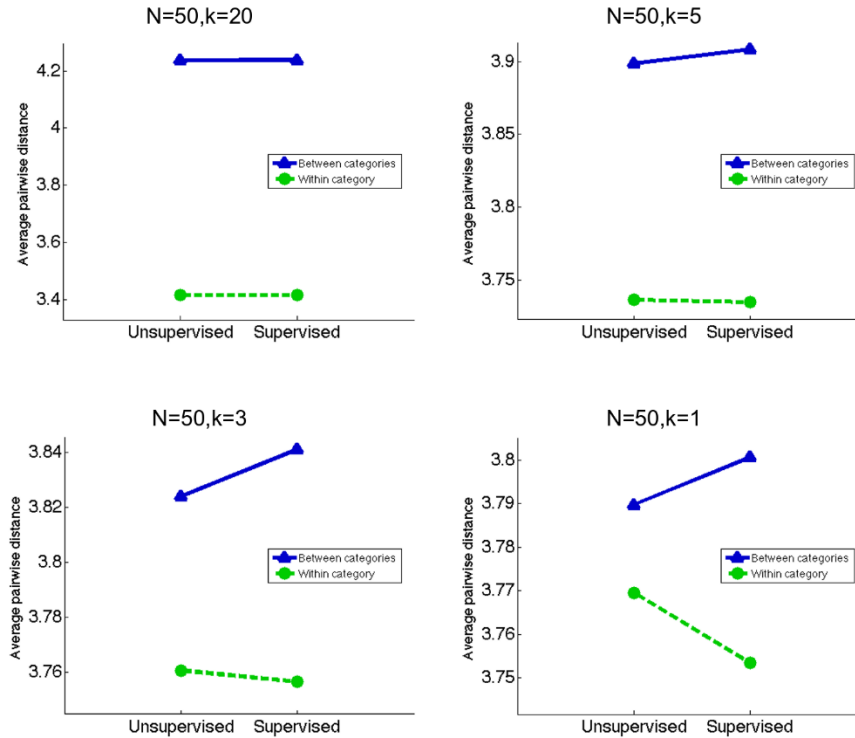 N=50,k=20
Average pairwise distance
4.2
4
3.8
3.6
3.4
Between categories
Within category
Unsupervised Supervised
N=50,k=5
Average pairwise distance
3.9
3.85
3.8
3.75
Between categories
Within category
Unsupervised Supervised
N=50,k=3
Average pairwise distance
3.84
3.82
3.8
3.78
3.76
Between categories
Within category
Unsupervised Supervised
N=50,k=1
Average pairwise distance
3.8
3.79
3.78
3.77
3.76
3.75
Between categories
Within category
Unsupervised Supervised